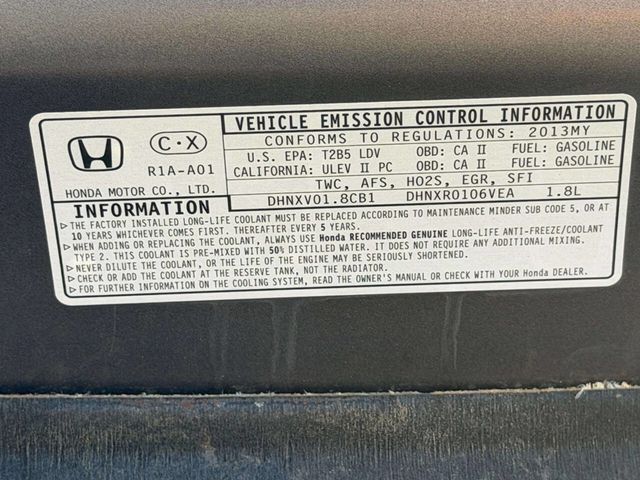 C·X
R1A-A01
HONDA MOTOR CO., LTD.
VEHICLE EMISSION CONTROL INFORMATION
CONFORMS TO REGULATIONS: 2013MY
U.S. EPA: T2B5 LDV OBD: CA II FUEL: GASOLINE
CALIFORNIA: ULEV II PC OBD: CA II FUEL: GASOLINE
TWC, AFS, HO2S, EGR, SFI
DHNXV01.8CB1 DHNXR0106VEA 1.8L
INFORMATION
▷THE FACTORY INSTALLED LONG-LIFE COOLANT MUST BE REPLACED ACCORDING TO MAINTENANCE MINDER SUB CODE 5, OR AT
10 YEARS WHICHEVER COMES FIRST. THEREAFTER EVERY 5 YEARS.
▷WHEN ADDING OR REPLACING THE COOLANT, ALWAYS USE Honda RECOMMENDED GENUINE LONG-LIFE ANTI-FREEZE/COOLANT
TYPE 2. THIS COOLANT IS PRE-MIXED WITH 50% DISTILLED WATER. IT DOES NOT REQUIRE ANY ADDITIONAL MIXING.
▷NEVER DILUTE THE COOLANT, OR THE LIFE OF THE ENGINE MAY BE SERIOUSLY SHORTENED.
▷CHECK OR ADD THE COOLANT AT THE RESERVE TANK, NOT THE RADIATOR.
▷FOR FURTHER INFORMATION ON THE COOLING SYSTEM, READ THE OWNER'S MANUAL OR CHECK WITH YOUR Honda DEALER.